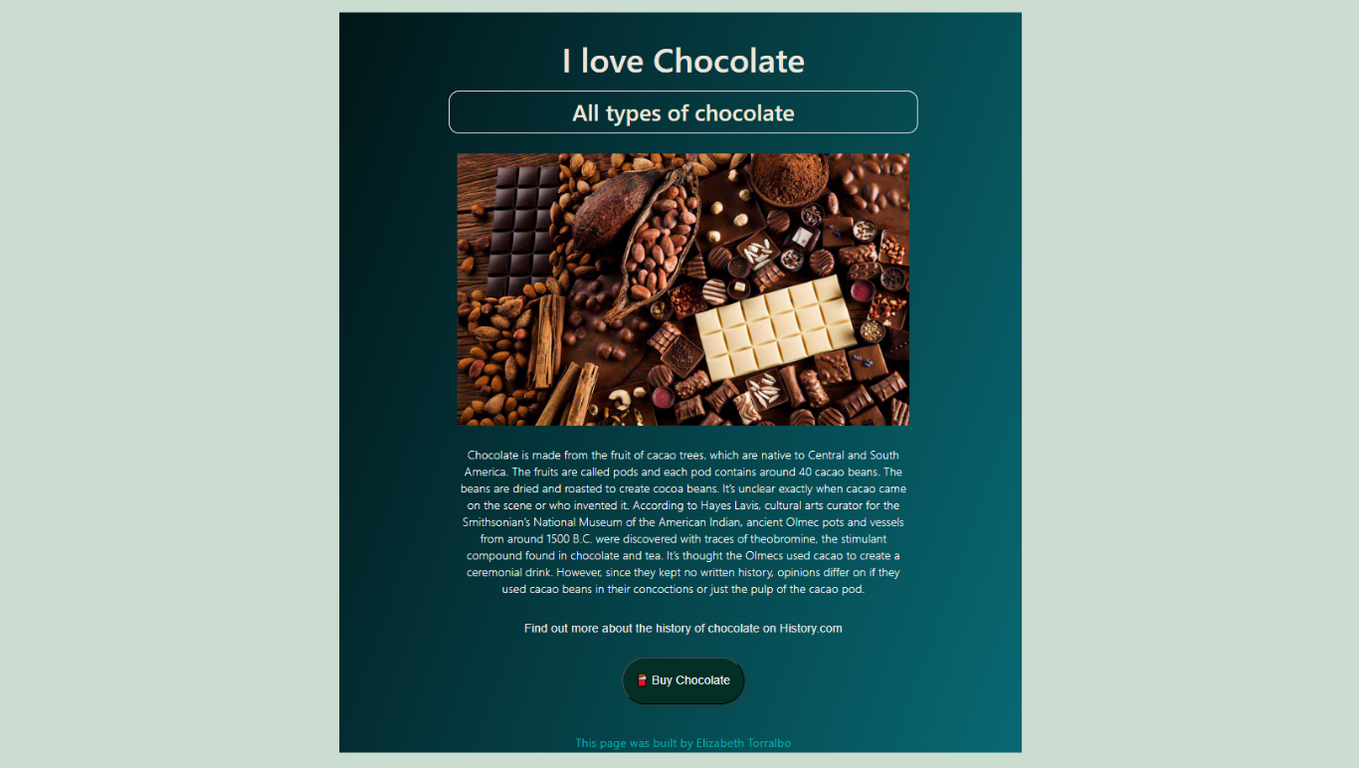 I love Chocolate
All types of chocolate
Chocolate is made from the fruit of cacao trees, which are native to Central and South
America. The fruits are called pods and each pod contains around 40 cacao beans. The
beans are dried and roasted to create cocoa beans. It’s unclear exactly when cacao came
on the scene or who invented it. According to Hayes Lavis, cultural arts curator for the
Smithsonian’s National Museum of the American Indian, ancient Olmec pots and vessels
from around 1500 B.C. were discovered with traces of theobromine, the stimulant
compound found in chocolate and tea. It’s thought the Olmecs used cacao to create a
ceremonial drink. However, since they kept no written history, opinions differ on if they
used cacao beans in their concoctions or just the pulp of the cacao pod.
Find out more about the history of chocolate on History.com
🍫 Buy Chocolate
This page was built by Elizabeth Torralbo